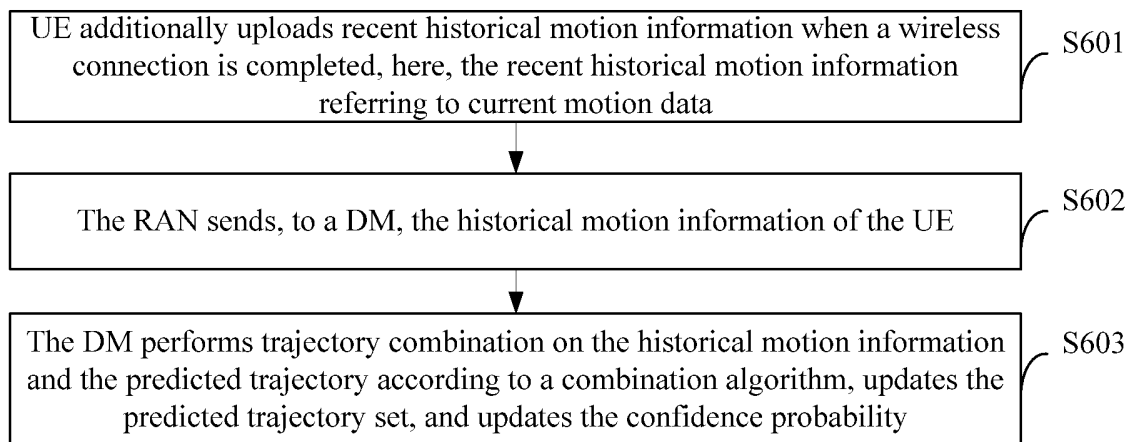 UE additionally uploads recent historical motion information when a wireless
connection is completed, here, the recent historical motion information
referring to current motion data
S601
The RAN sends, to a DM, the historical motion information of the UE
S602
The DM performs trajectory combination on the historical motion information
and the predicted trajectory according to a combination algorithm, updates the
predicted trajectory set, and updates the confidence probability
S603